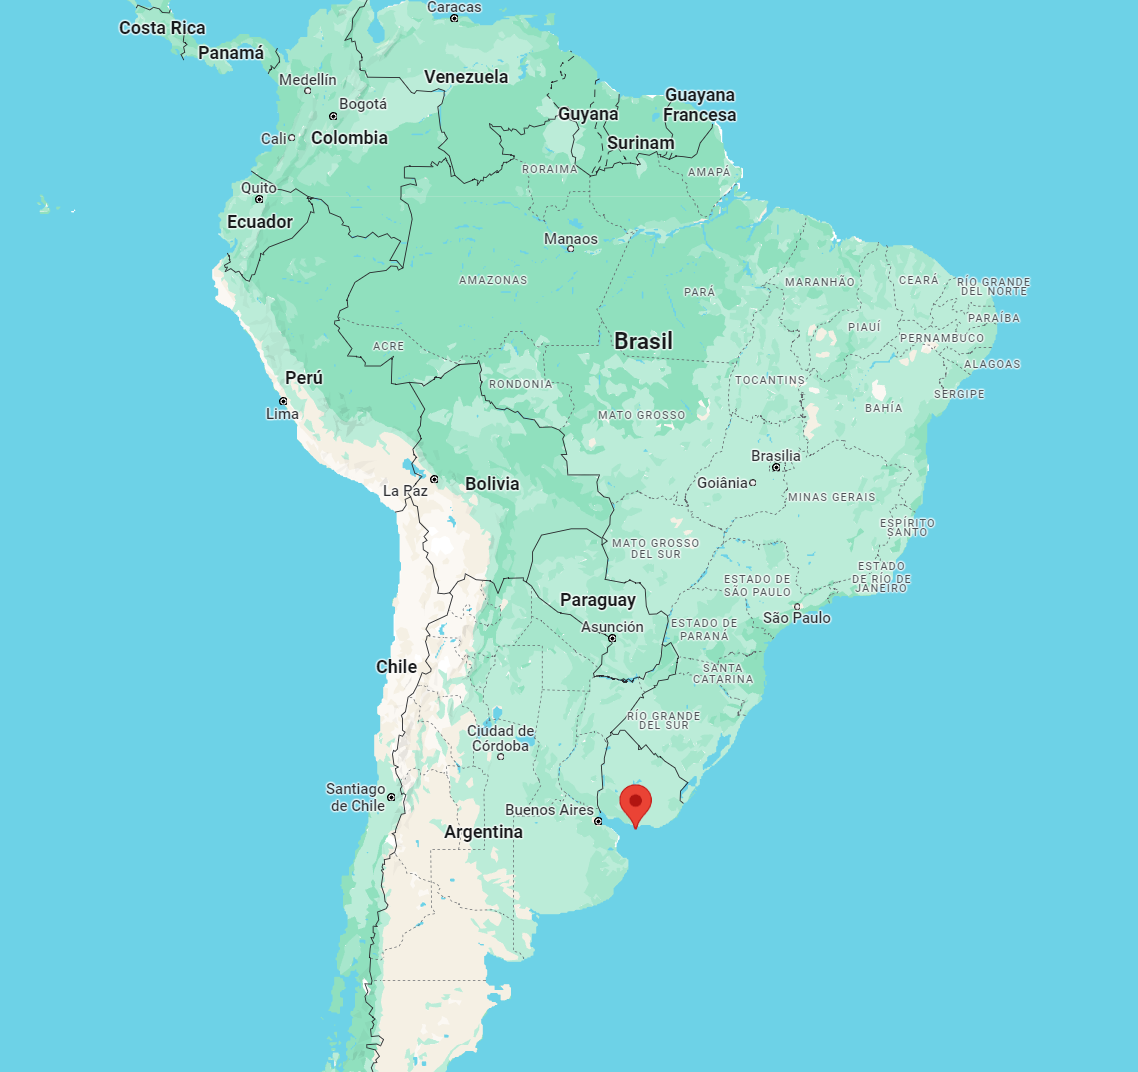 Caracas
Costa Rica
Panamá
Medellín
Venezuela
Bogotá
Guayana
Francesa
Guyana
Cali
Colombia
Surinam
RORAIMA
AMAPÁ
Quito
Ecuador
Manaos
AMAZONAS
PARÁ
MARANHÃO
CEARÁ
RÍO GRANDE
DEL NORTE
PARAÍBA
PIAUÍ
PERNAMBUCO
Brasil
ACRE
ALAGOAS
Perú
RONDONIA
TOCANTINS
SERGIPE
Lima
MATO GROSSO
BAHÍA
Brasilia
La Paz
Bolivia
Goiânia
MINAS GERAIS
ESPÍRITO
SANTO
MATO GROSSO
DEL SUR
ESTADO
DE RÍO DE
JANEIRO
ESTADO DE
SÃO PAULO
Paraguay
São Paulo
Asunción
ESTADO DE
PARANÁ
Chile
SANTA
CATARINA
RÍO GRANDE
DEL SUR
Ciudad de
Córdoba
Santiago
de Chile
Buenos Aires
Argentina